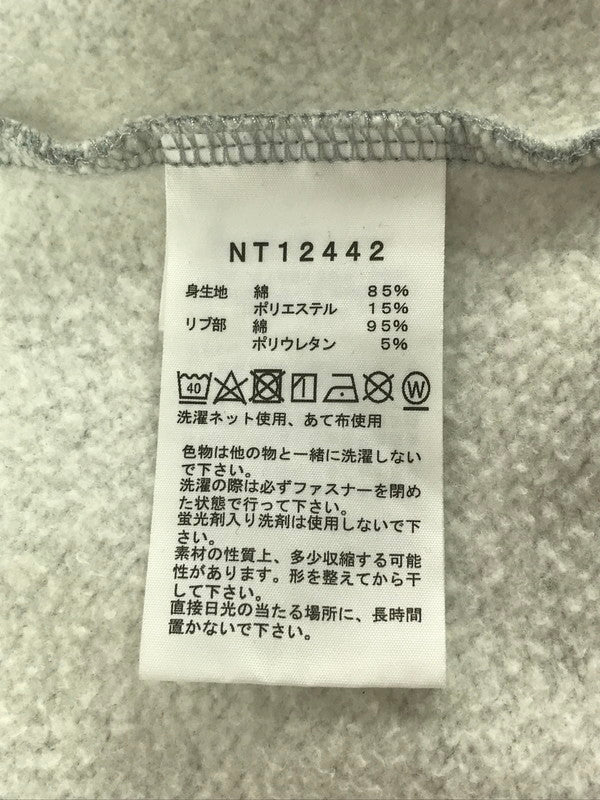 NT12442
身生地 綿 85%
ポリエステル 15%
リブ部 綿 95%
ポリウレタン 5%
40 W
洗濯ネット使用、あて布使用
色物は他の物と一緒に洗濯しない
で下さい。
洗濯の際は必ずファスナーを閉め
た状態で行って下さい。
蛍光剤入り洗剤は使用しないで下
さい。
素材の性質上、多少収縮する可能
性があります。形を整えてから干
して下さい。
直接日光の当たる場所に、長時間
置かないで下さい。